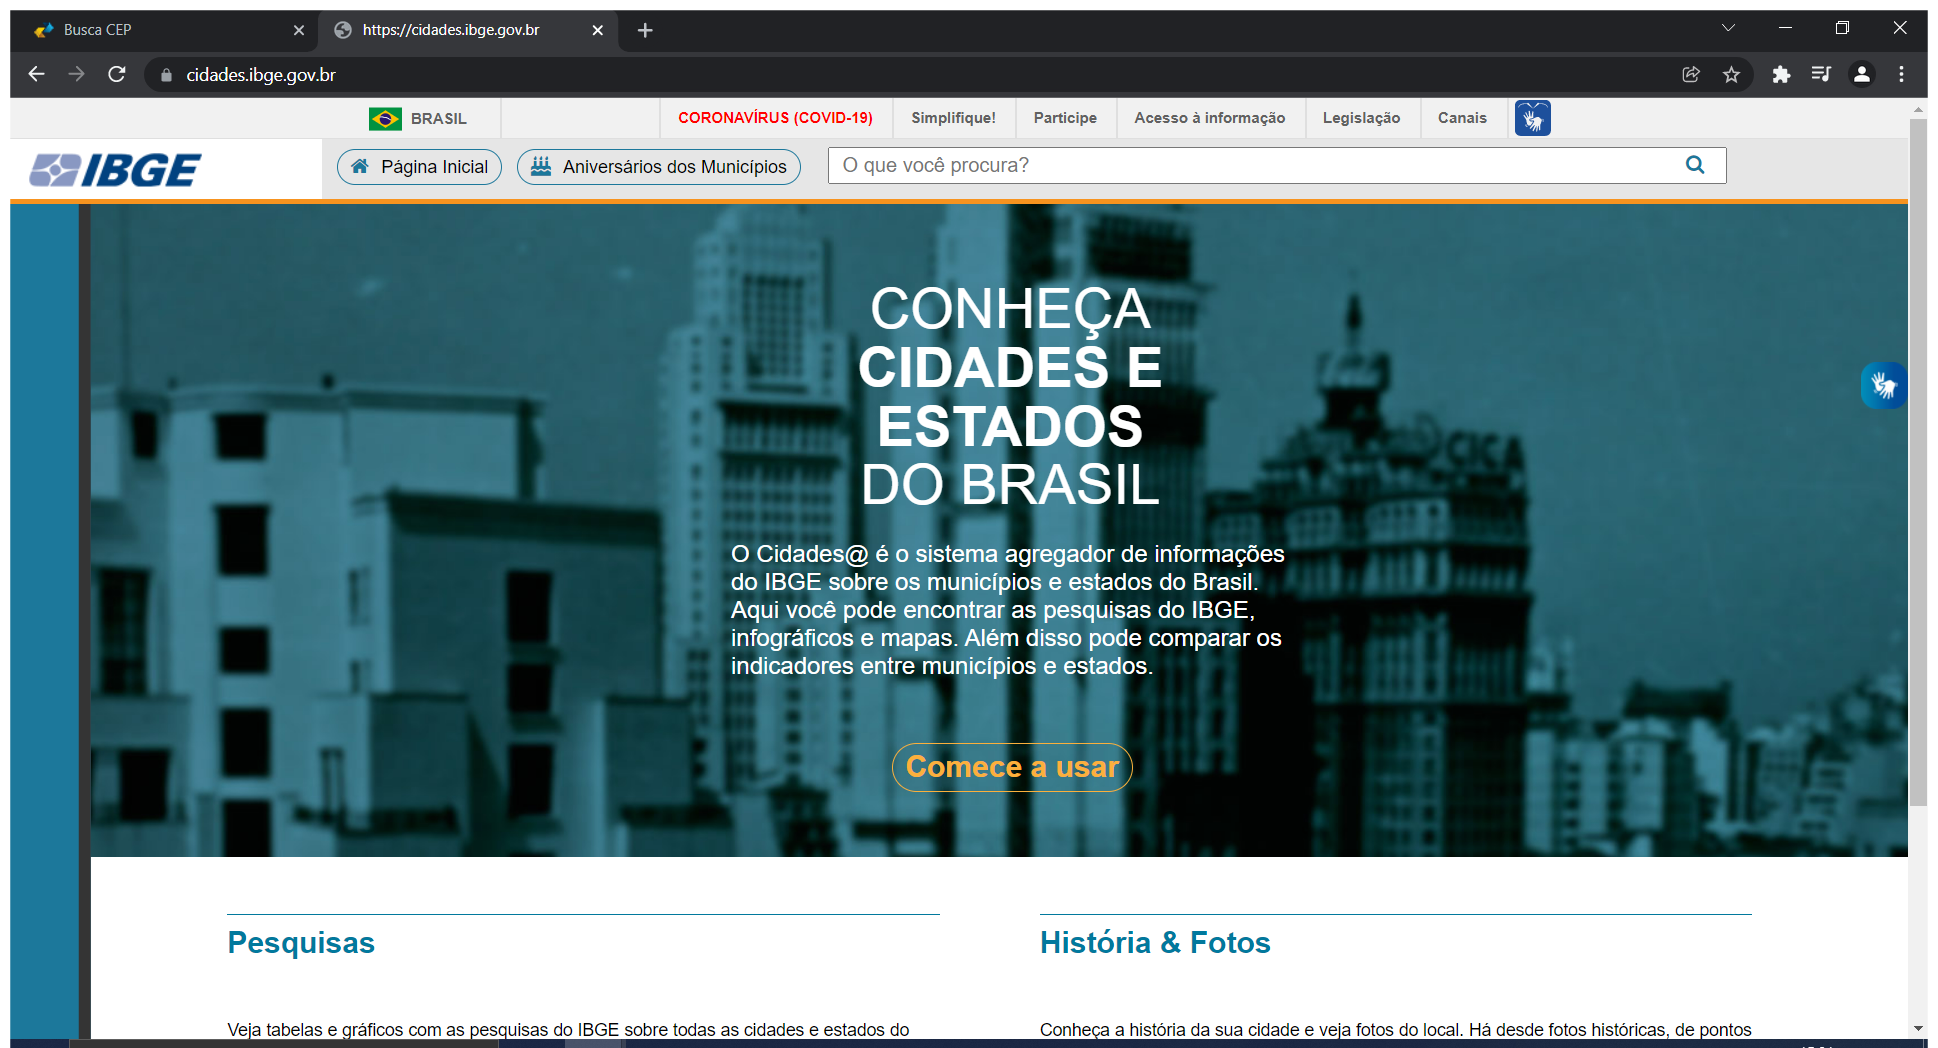 Busca CEP
https://cidades.ibge.gov.br
cidades.ibge.gov.br
BRASIL
CORONAVÍRUS (COVID-19)
Simplifique!
Participe
Acesso à informação
Legislação
Canais
IBGE
Página Inicial
Aniversários dos Municípios
O que você procura?
CONHEÇA
CIDADES E
ESTADOS
DO BRASIL
CICA
O Cidades@ é o sistema agregador de informações
do IBGE sobre os municípios e estados do Brasil.
Aqui você pode encontrar as pesquisas do IBGE,
infográficos e mapas. Além disso pode comparar os
indicadores entre municípios e estados.
Comece a usar
Pesquisas
Veja tabelas e gráficos com as pesquisas do IBGE sobre todas as cidades e estados do
História & Fotos
Conheça a história da sua cidade e veja fotos do local. Há desde fotos históricas, de pontos